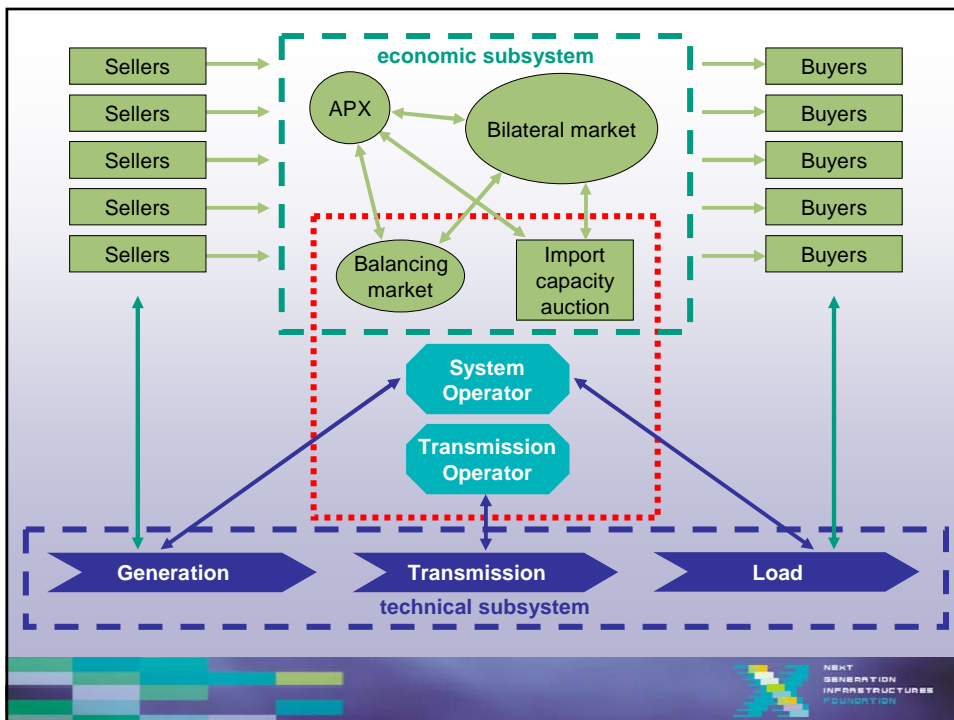 economic subsystem
Sellers
Sellers
Sellers
Sellers
Sellers
APX
Bilateral market
Balancing
market
Import
capacity
auction
Buyers
Buyers
Buyers
Buyers
Buyers
System
Operator
Transmission
Operator
Generation
Transmission
Load
technical subsystem
NEXT
GENERATION
INFRASTRUCTURES
FOUNDATION